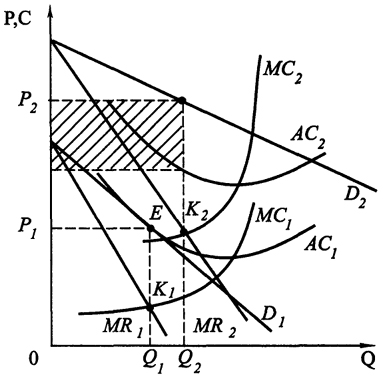 P,C
MC₂
P₂
AC₂
D₂
K₂
E
MC₁
P₁
AC₁
K₁
D₁
MR₁
MR₂
0
Q₁
Q₂
Q